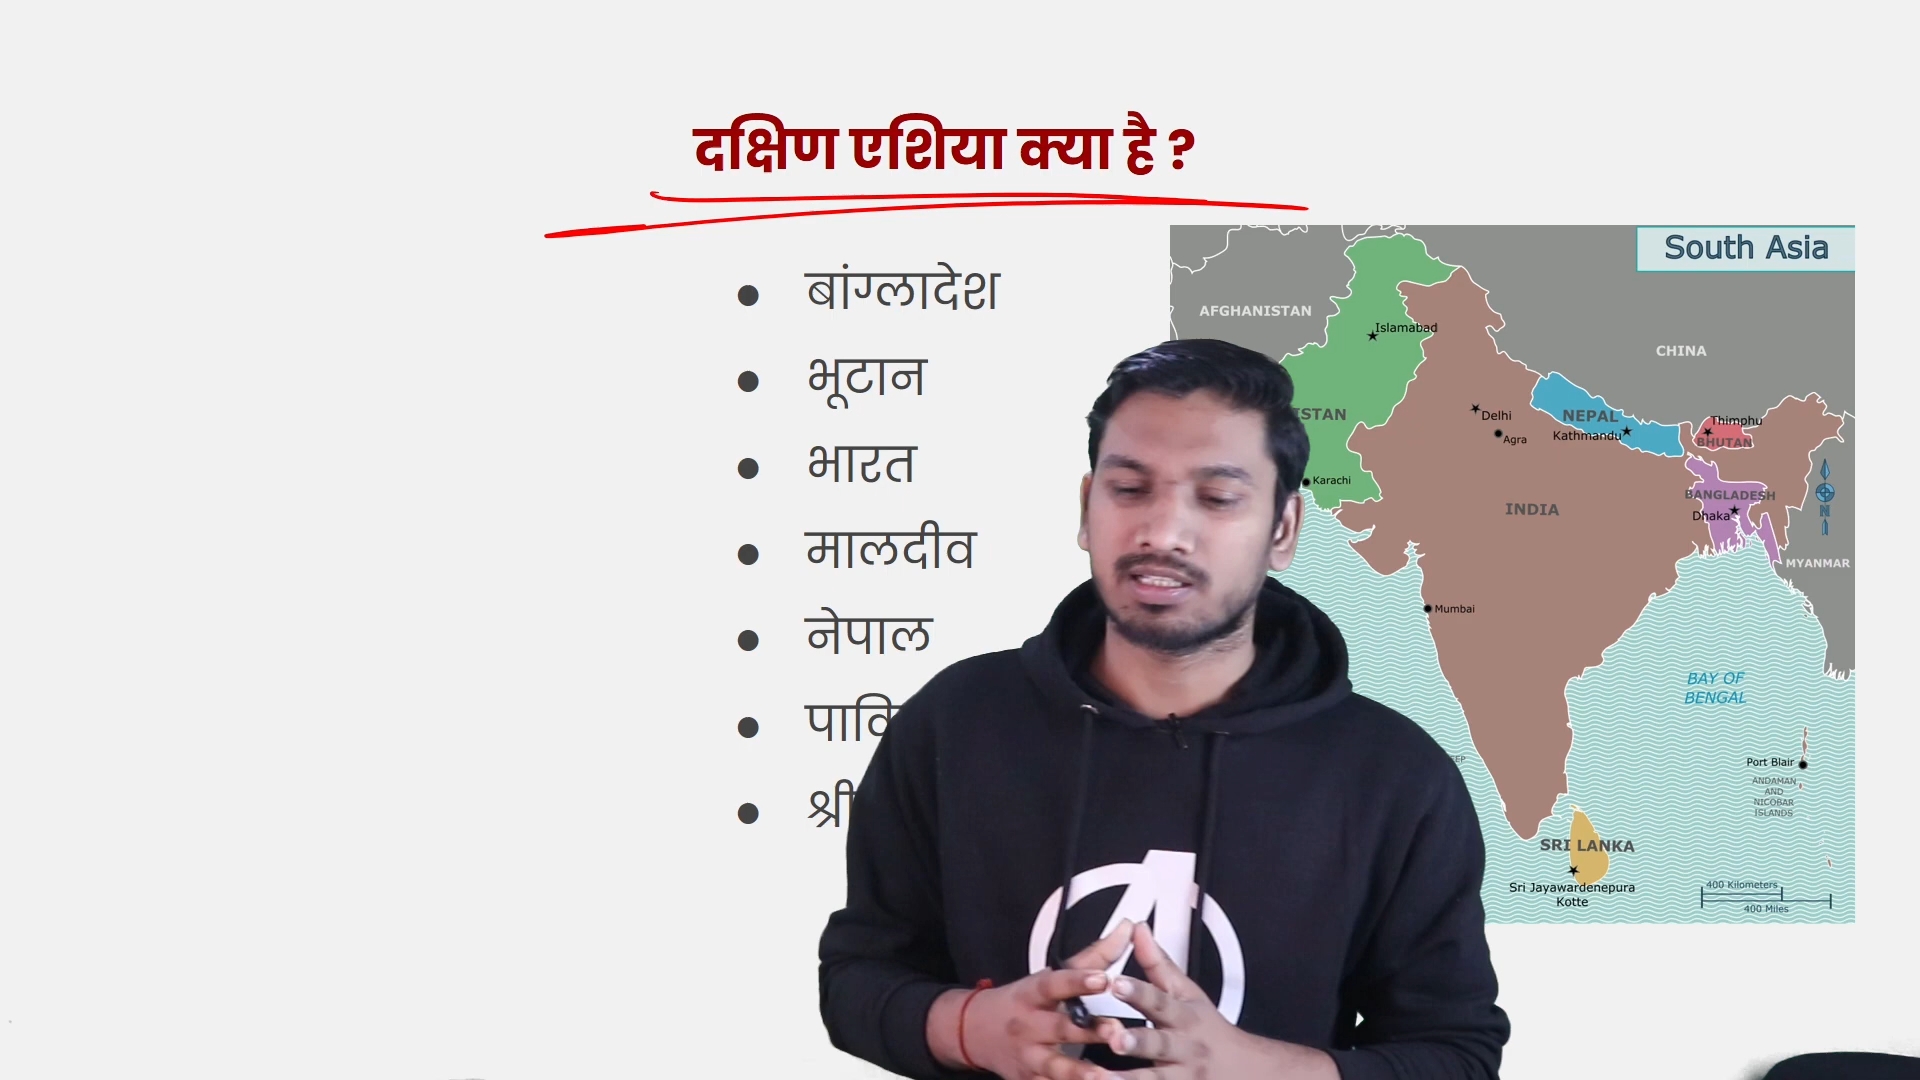 दक्षिण एशिया क्या है ?
South Asia
● बांग्लादेश
● भूटान
● भारत
● मालदीव
● नेपाल
AFGHANISTAN
Islamabad
CHINA
Delhi
Agra
NEPAL
Kathmandu
Thimphu
BHUTAN
Karachi
INDIA
BANGLADESH
Dhaka
N
MYANMAR
Mumbai
BAY OF
BENGAL
Port Blair
ANDAMAN
AND
NICOBAR
ISLANDS
SRI LANKA
Sri Jayawardenepura
Kotte
400 Kilometers
400 Miles